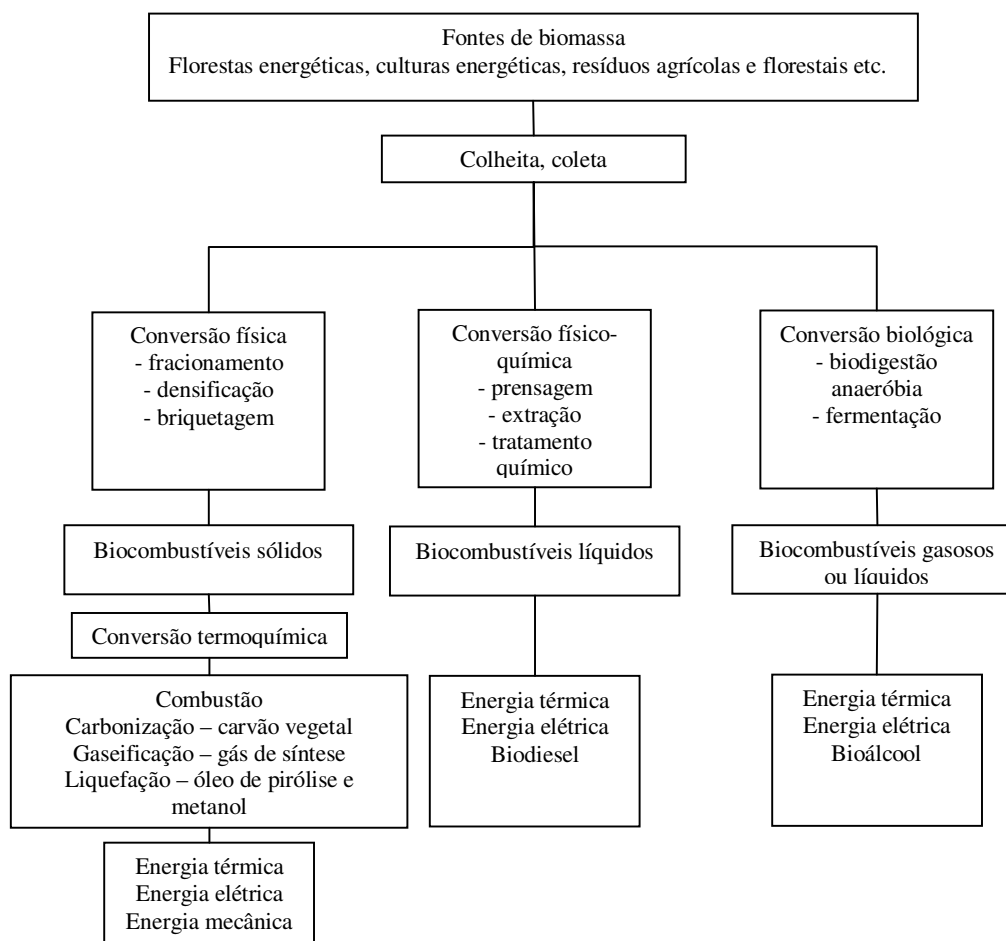 Fontes de biomassa
Florestas energéticas, culturas energéticas, resíduos agrícolas e florestais etc.
Colheita, coleta
Conversão física
- fracionamento
- densificação
- briquetagem
Conversão físico-
química
- prensagem
- extração
- tratamento
químico
Conversão biológica
- biodigestão
anaeróbia
- fermentação
Biocombustíveis sólidos
Biocombustíveis líquidos
Biocombustíveis gasosos
ou líquidos
Conversão termoquímica
Combustão
Carbonização – carvão vegetal
Gaseificação – gás de síntese
Liquefação – óleo de pirólise e
metanol
Energia térmica
Energia elétrica
Biodiesel
Energia térmica
Energia elétrica
Bioálcool
Energia térmica
Energia elétrica
Energia mecânica